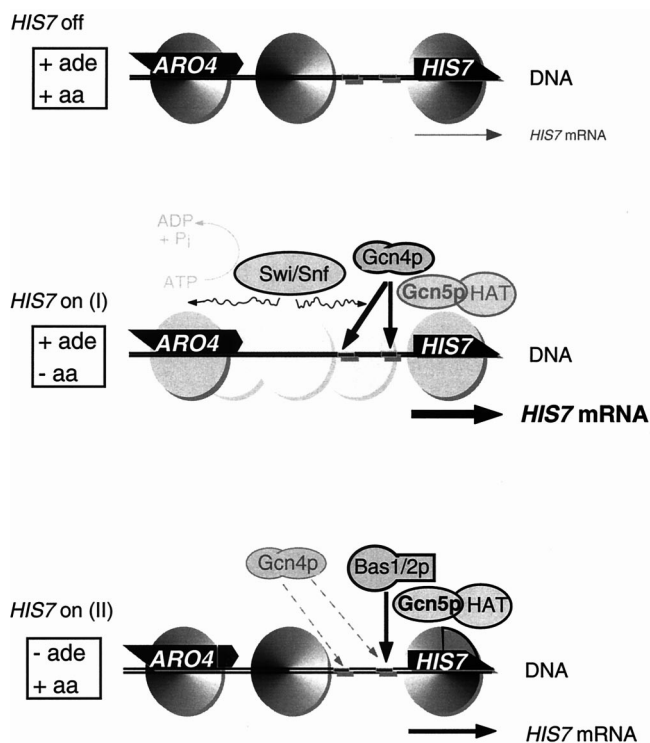 HIS7 off
+ ade
+ aa
ARO4
HIS7
DNA
HIS7 mRNA
ADP
+ Pi
ATP
Swi/Snf
Gcn4p
Gcn5p HAT
HIS7 on (I)
+ ade
- aa
ARO4
HIS7
DNA
HIS7 mRNA
Gcn4p
Bas1/2p
Gcn5p HAT
HIS7 on (II)
- ade
+ aa
ARO4
HIS7
DNA
HIS7 mRNA